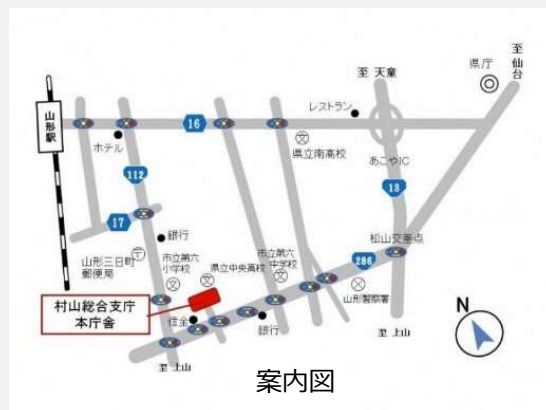 至 仙台
県庁
至 天童
レストラン
山形駅
16
県立南高校
ホテル
あこやIC
112
13
17
銀行
松山交差点
286
山形三日町
郵便局
市立第六
小学校
県立中央高校
市立第六
中学校
山形警察署
村山総合支庁
本庁舎
信金
銀行
至 上山
至 上山
N
案内図